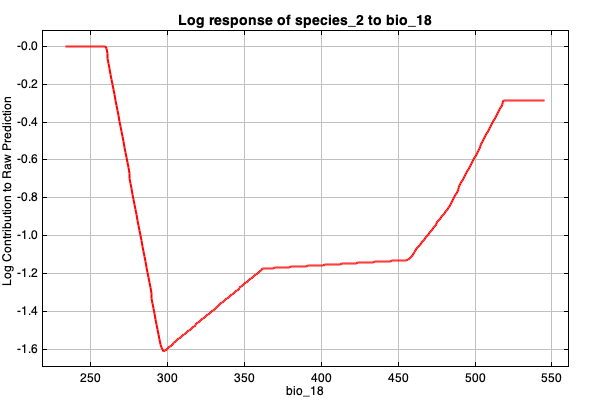 Log response of species_2 to bio_18
Log Contribution to Raw Prediction
-0.0
-0.2
-0.4
-0.6
-0.8
-1.0
-1.2
-1.4
-1.6
250 300 350 400 450 500 550
bio_18